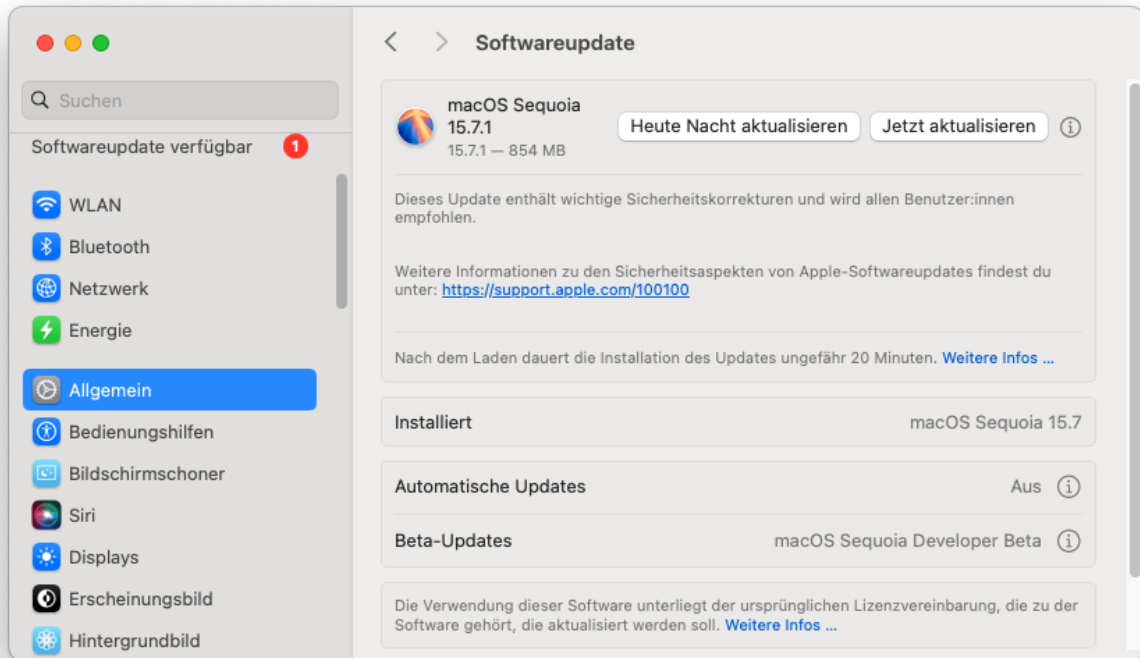 Suchen
Softwareupdate verfügbar 1
WLAN
Bluetooth
Netzwerk
Energie
Allgemein
Bedienungshilfen
Bildschirmschoner
Siri
Displays
Erscheinungsbild
Hintergrundbild
Softwareupdate
macOS Sequoia
15.7.1
15.7.1 — 854 MB
Heute Nacht aktualisieren
Jetzt aktualisieren
Dieses Update enthält wichtige Sicherheitskorrekturen und wird allen Benutzer:innen
empfohlen.
Weitere Informationen zu den Sicherheitsaspekten von Apple-Softwareupdates findest du
unter: https://support.apple.com/100100
Nach dem Laden dauert die Installation des Updates ungefähr 20 Minuten. Weitere Infos ...
Installiert macOS Sequoia 15.7
Automatische Updates Aus
Beta-Updates macOS Sequoia Developer Beta
Die Verwendung dieser Software unterliegt der ursprünglichen Lizenzvereinbarung, die zu der
Software gehört, die aktualisiert werden soll. Weitere Infos ...